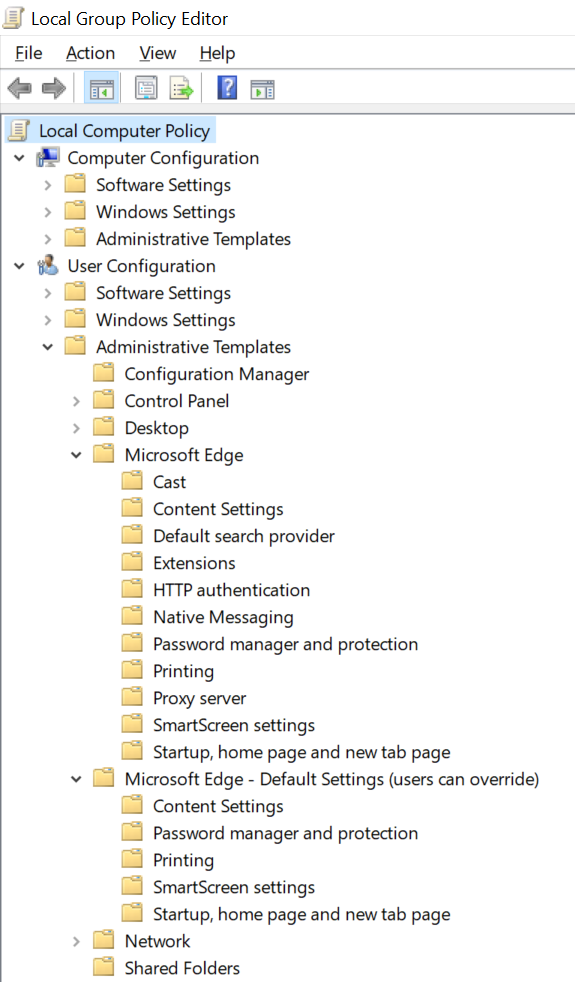 Local Group Policy Editor
File Action View Help
Local Computer Policy
Computer Configuration
Software Settings
Windows Settings
Administrative Templates
User Configuration
Software Settings
Windows Settings
Administrative Templates
Configuration Manager
Control Panel
Desktop
Microsoft Edge
Cast
Content Settings
Default search provider
Extensions
HTTP authentication
Native Messaging
Password manager and protection
Printing
Proxy server
SmartScreen settings
Startup, home page and new tab page
Microsoft Edge - Default Settings (users can override)
Content Settings
Password manager and protection
Printing
SmartScreen settings
Startup, home page and new tab page
Network
Shared Folders